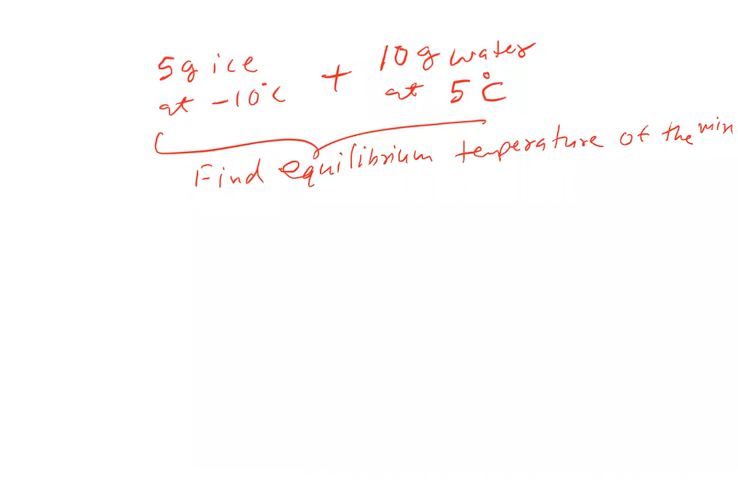 5g ice + 10g water
at -10°C at 5°C
Find equilibrium temperature of the mix